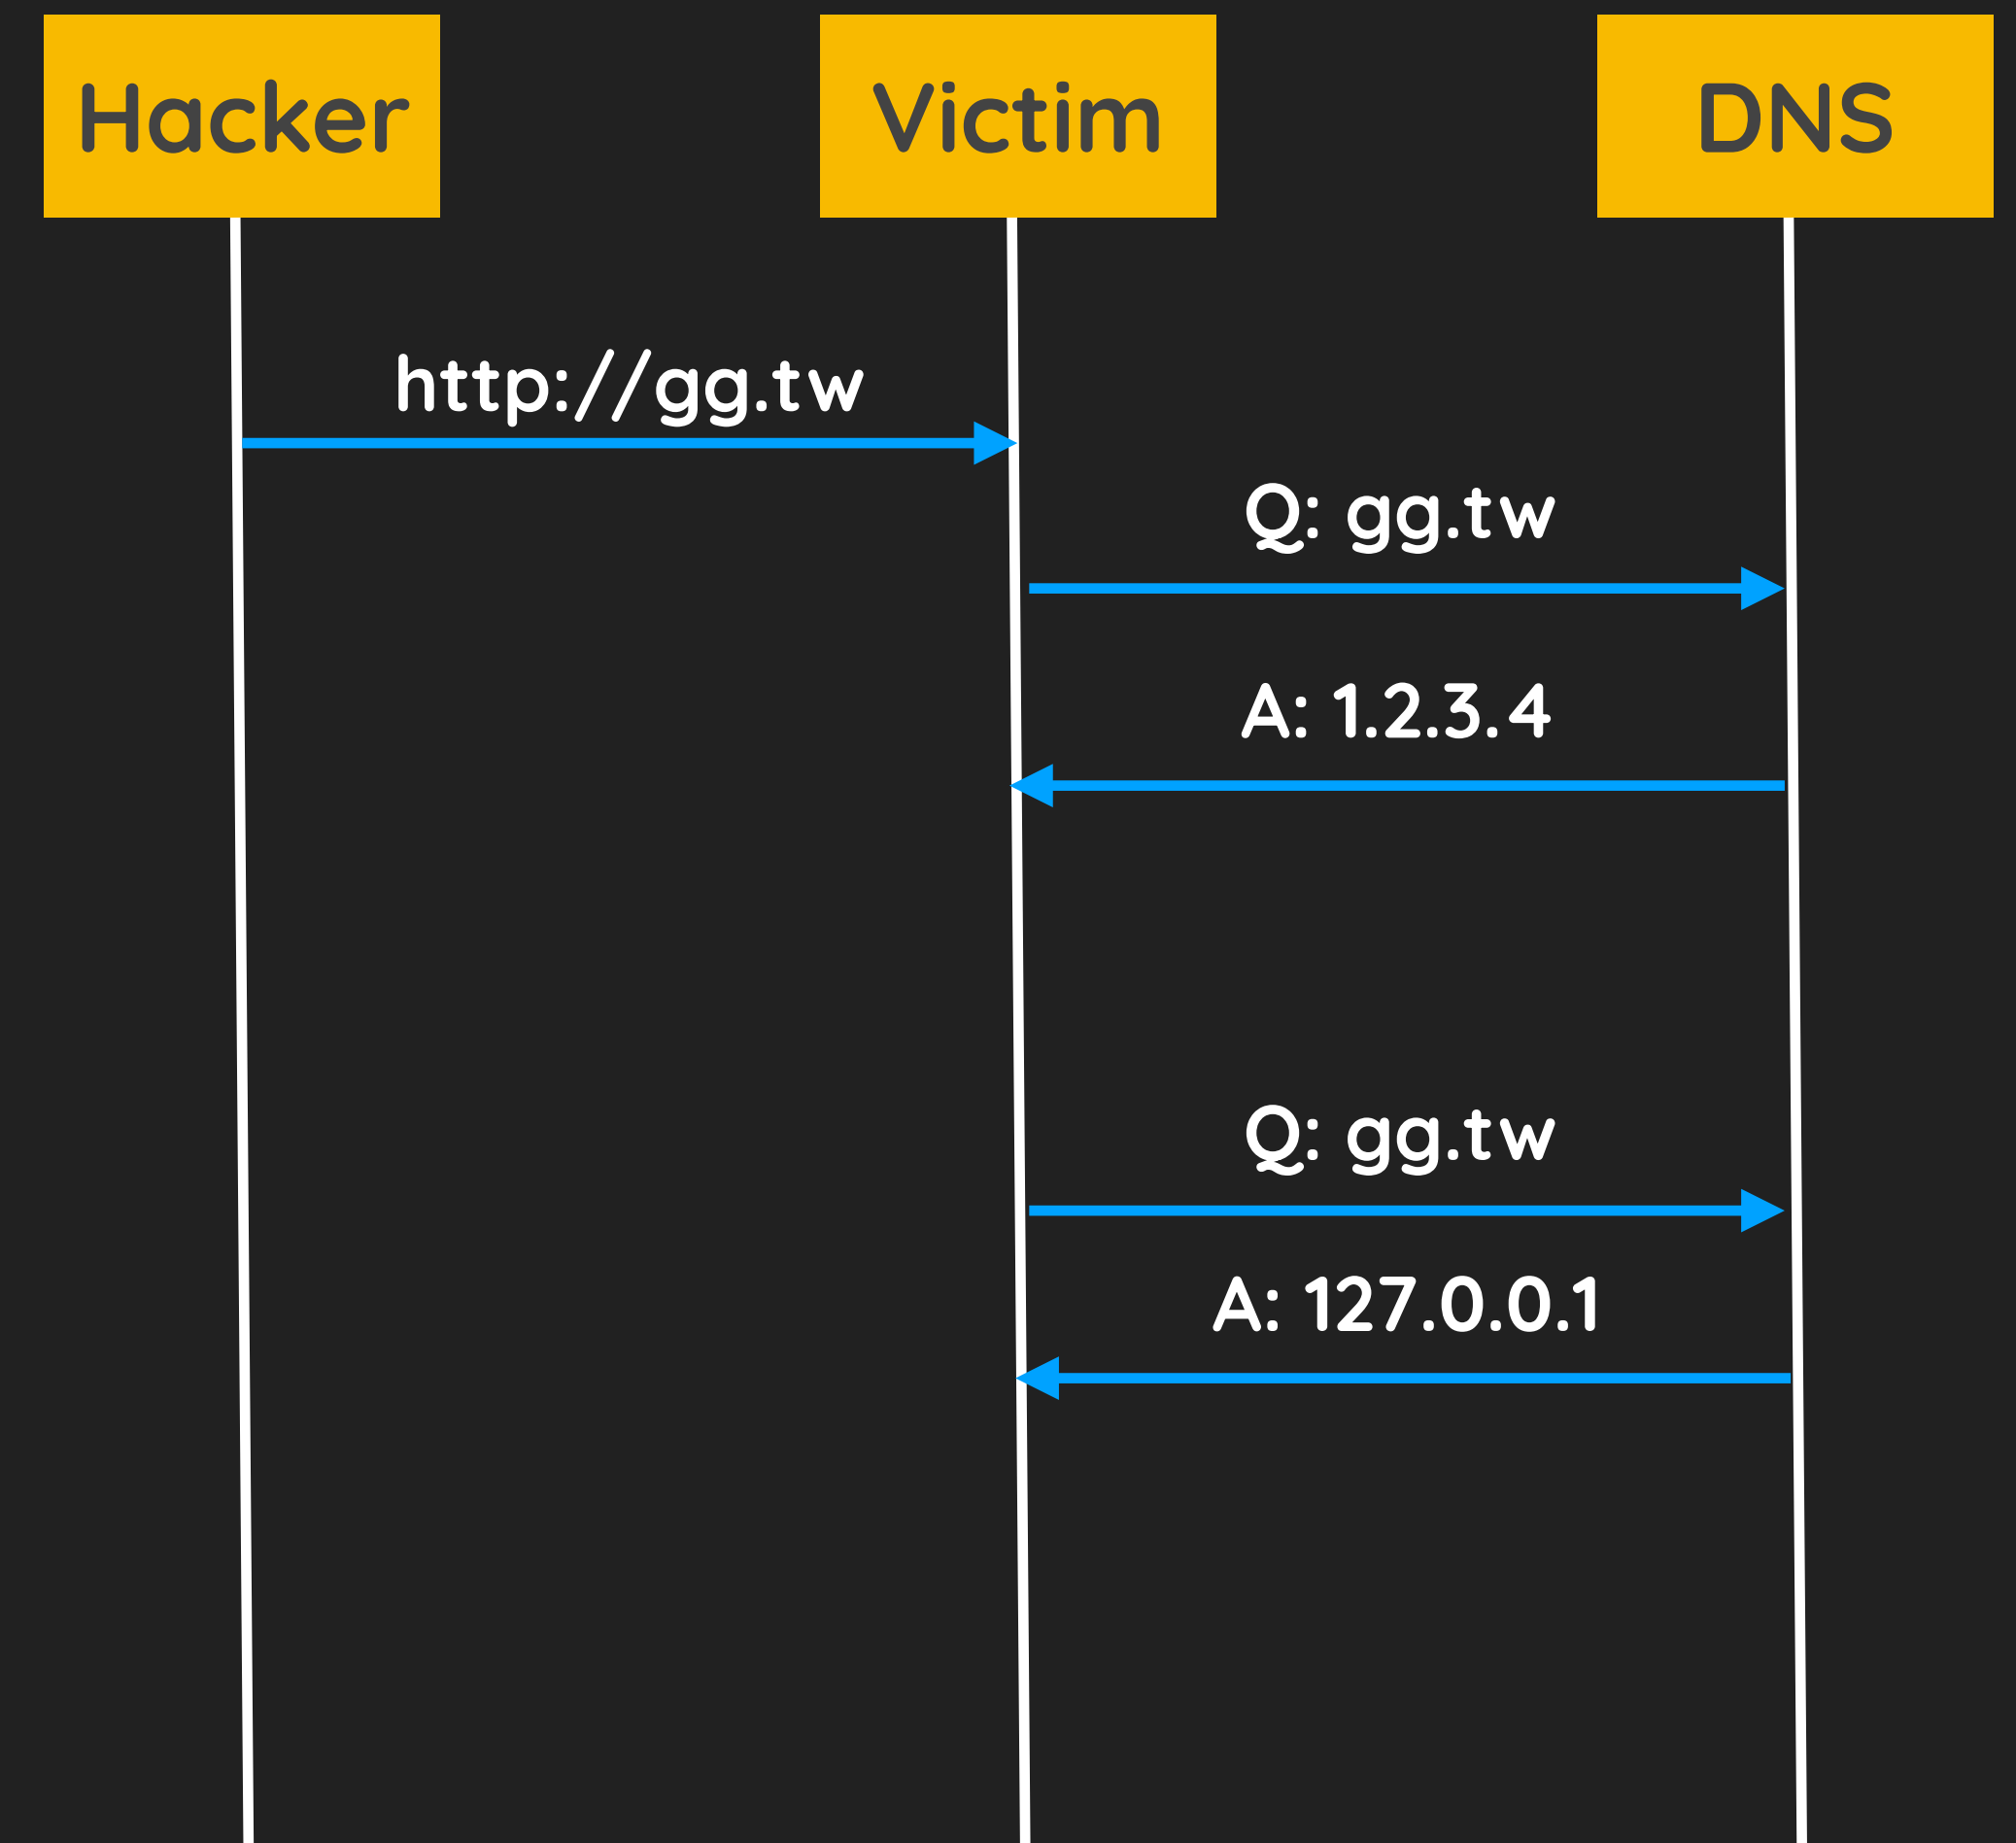 Hacker
Victim
DNS
http://gg.tw
Q: gg.tw
A: 1.2.3.4
Q: gg.tw
A: 127.0.0.1